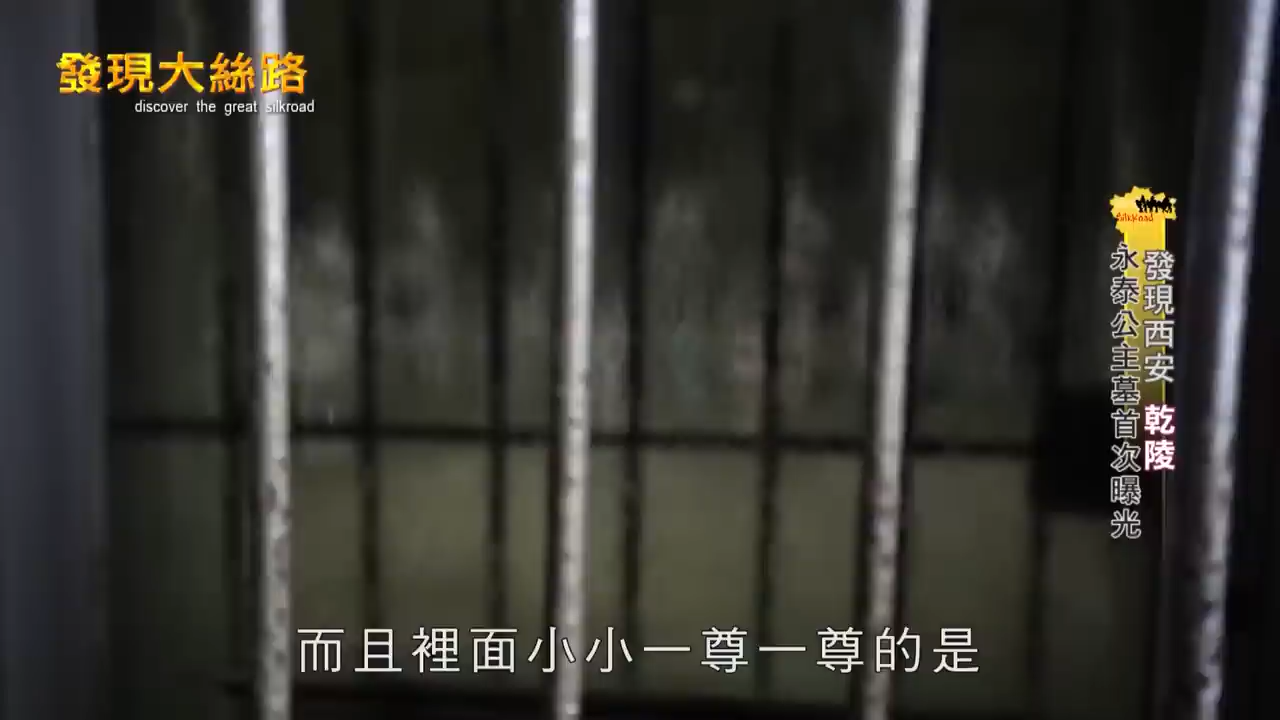 發現大絲路
discover the great silkroad
SilkRoad
發現西安 乾陵
永泰公主墓首次曝光
而且裡面小小一尊一尊的是